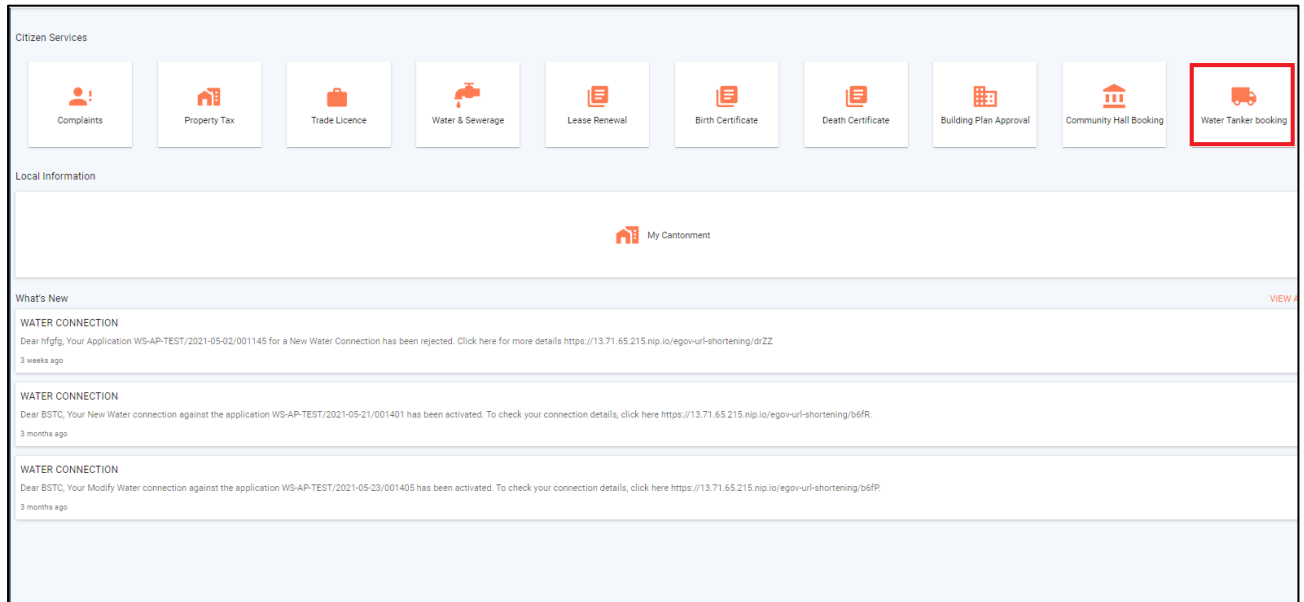 Citizen Services
Complaints
Property Tax
Trade Licence
Water & Sewerage
Lease Renewal
Birth Certificate
Death Certificate
Building Plan Approval
Community Hall Booking
Water Tanker booking
Local Information
My Cantonment
What's New
VIEW A
WATER CONNECTION
Dear hfgfg, Your Application WS-AP-TEST/2021-05-02/001145 for a New Water Connection has been rejected. Click here for more details https://13.71.65.215.nip.io/egov-url-shortening/drZZ
3 weeks ago
WATER CONNECTION
Dear BSTC, Your New Water connection against the application WS-AP-TEST/2021-05-21/001401 has been activated. To check your connection details, click here https://13.71.65.215.nip.io/egov-url-shortening/b6fR.
3 months ago
WATER CONNECTION
Dear BSTC, Your Modify Water connection against the application WS-AP-TEST/2021-05-23/001405 has been activated. To check your connection details, click here https://13.71.65.215.nip.io/egov-url-shortening/b6fP.
3 months ago